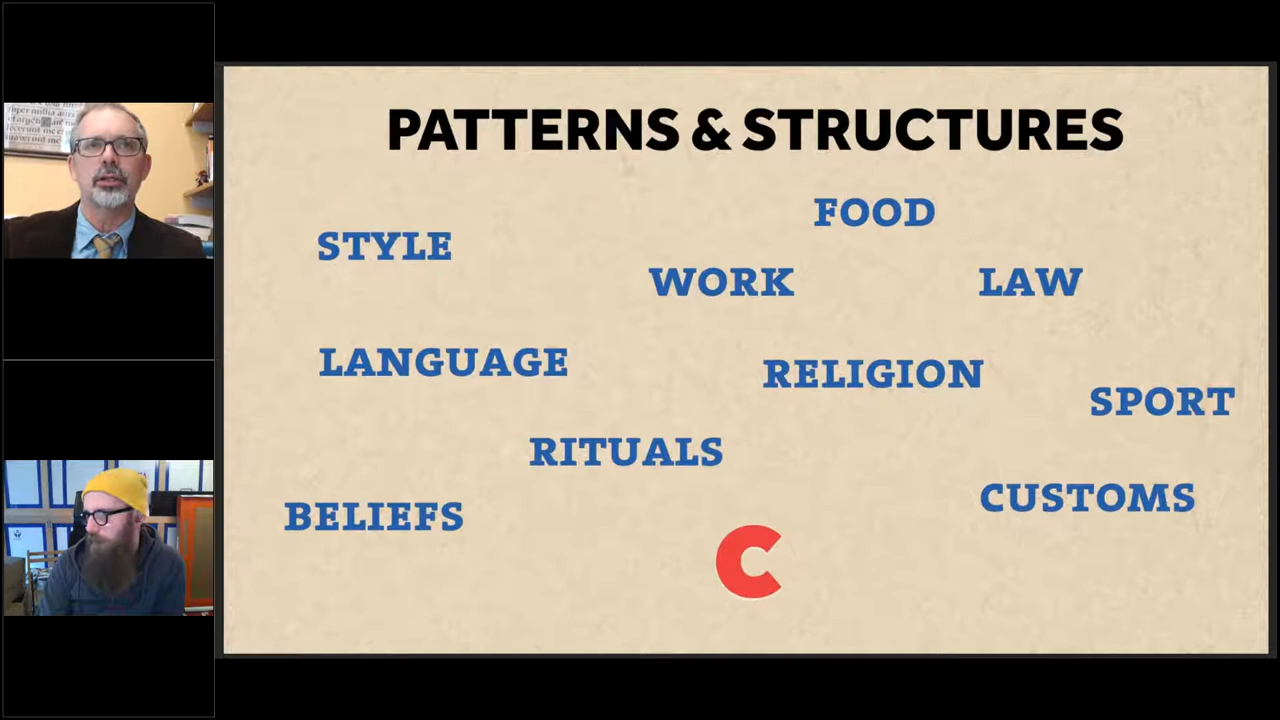 PATTERNS & STRUCTURES
FOOD
STYLE
WORK
LAW
LANGUAGE
RELIGION
SPORT
RITUALS
CUSTOMS
BELIEFS
C